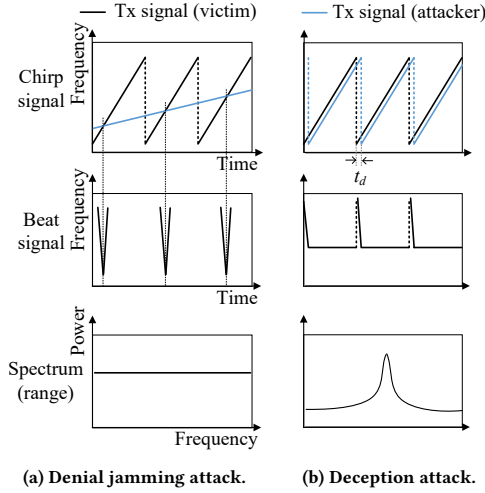 Tx signal (victim)
Tx signal (attacker)
Chirp
signal
Frequency
Time
t_d
Beat
signal
Frequency
Time
Spectrum
(range)
Power
Frequency
(a) Denial jamming attack.
(b) Deception attack.